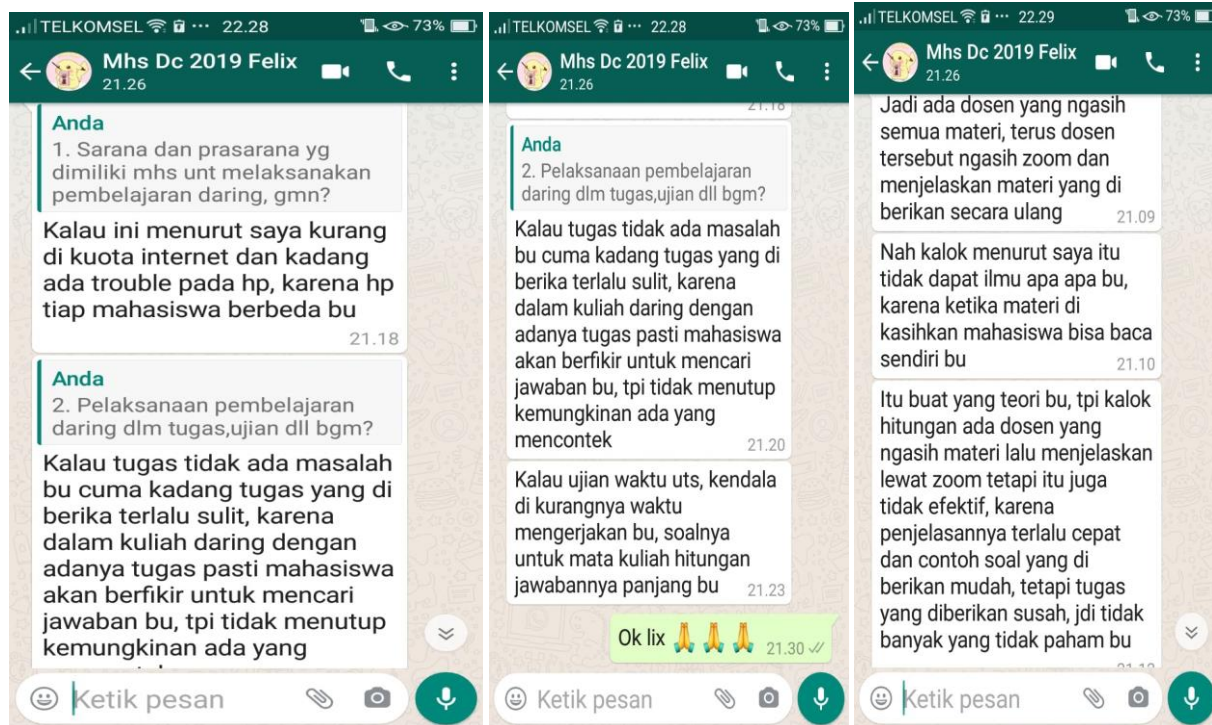 TELKOMSEL ... 22.28 73%
Mhs Dc 2019 Felix
21.26
Anda
1. Sarana dan prasarana yg
dimiliki mhs unt melaksanakan
pembelajaran daring, gmn?
Kalau ini menurut saya kurang
di kuota internet dan kadang
ada trouble pada hp, karena hp
tiap mahasiswa berbeda bu
21.18
Anda
2. Pelaksanaan pembelajaran
daring dlm tugas,ujian dll bgm?
Kalau tugas tidak ada masalah
bu cuma kadang tugas yang di
berika terlalu sulit, karena
dalam kuliah daring dengan
adanya tugas pasti mahasiswa
akan berfikir untuk mencari
jawaban bu, tpi tidak menutup
kemungkinan ada yang
Ketik pesan
TELKOMSEL ... 22.28 73%
Mhs Dc 2019 Felix
21.26
21.18
Anda
2. Pelaksanaan pembelajaran
daring dlm tugas,ujian dll bgm?
Kalau tugas tidak ada masalah
bu cuma kadang tugas yang di
berika terlalu sulit, karena
dalam kuliah daring dengan
adanya tugas pasti mahasiswa
akan berfikir untuk mencari
jawaban bu, tpi tidak menutup
kemungkinan ada yang
mencontek 21.20
Kalau ujian waktu uts, kendala
di kurangnya waktu
mengerjakan bu, soalnya
untuk mata kuliah hitungan
jawabannya panjang bu 21.23
Ok lix 🙏🙏🙏 21.30
Ketik pesan
TELKOMSEL ... 22.29 73%
Mhs Dc 2019 Felix
21.26
Jadi ada dosen yang ngasih
semua materi, terus dosen
tersebut ngasih zoom dan
menjelaskan materi yang di
berikan secara ulang 21.09
Nah kalok menurut saya itu
tidak dapat ilmu apa apa bu,
karena ketika materi di
kasihkan mahasiswa bisa baca
sendiri bu 21.10
Itu buat yang teori bu, tpi kalok
hitungan ada dosen yang
ngasih materi lalu menjelaskan
lewat zoom tetapi itu juga
tidak efektif, karena
penjelasannya terlalu cepat
dan contoh soal yang di
berikan mudah, tetapi tugas
yang diberikan susah, jdi tidak
banyak yang tidak paham bu
Ketik pesan